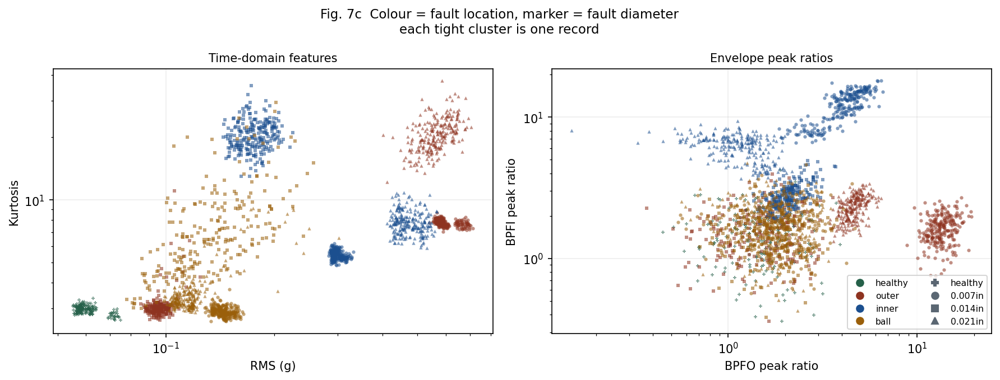 Fig. 7c  Colour = fault location, marker = fault diameter
each tight cluster is one record
Time-domain features
Kurtosis
10¹
10⁻¹
RMS (g)
Envelope peak ratios
BPFI peak ratio
10¹
10⁰
10⁰
10¹
BPFO peak ratio
healthy
outer
inner
ball
healthy
0.007in
0.014in
0.021in